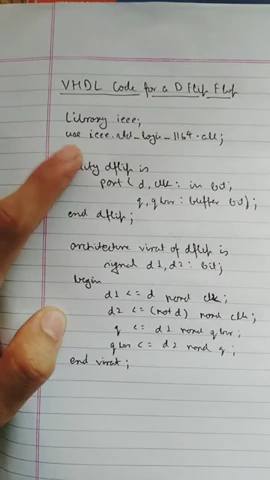 VHDL Code for a D Flip Flop
Library ieee;
use ieee.std_logic_1164.all;
dflip is
port (d, clk : in bit;
q, qbar : buffer bit);
end dflip;
architecture virat of dflip is
signal d1, d2 : bit;
begin
d1 <= d nand clk;
d2 <= (not d) nand clk;
q <= d1 nand qbar;
qbar <= d2 nand q;
end virat;